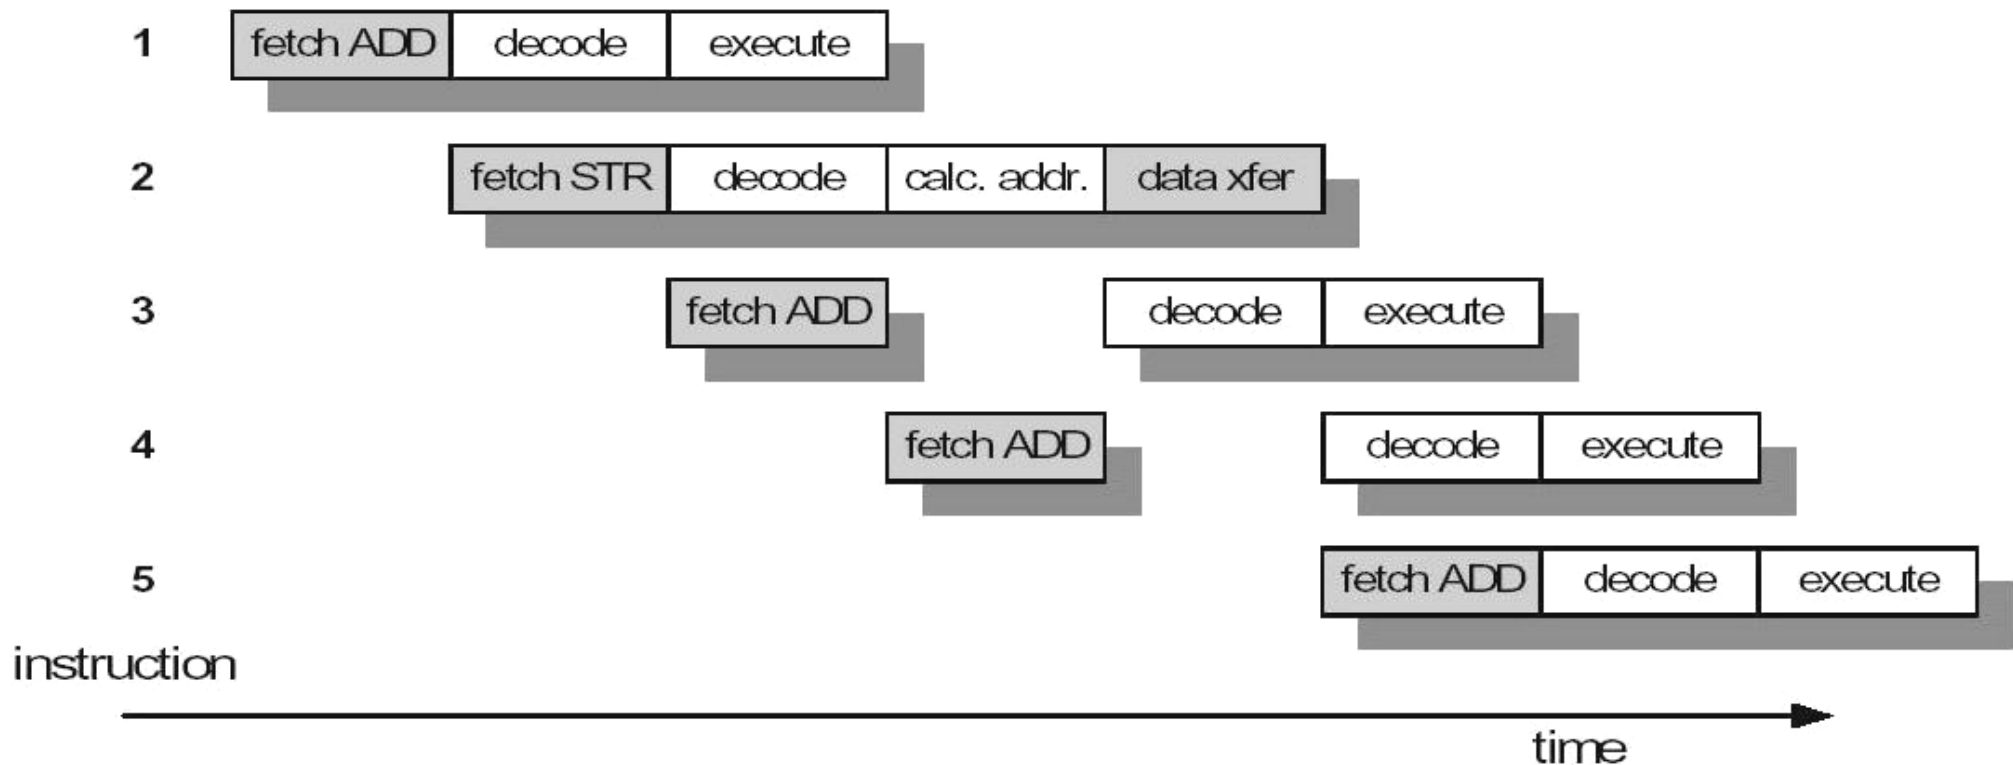 1 fetch ADD decode execute
2 fetch STR decode calc. addr. data xfer
3 fetch ADD decode execute
4 fetch ADD decode execute
5 fetch ADD decode execute
instruction
time